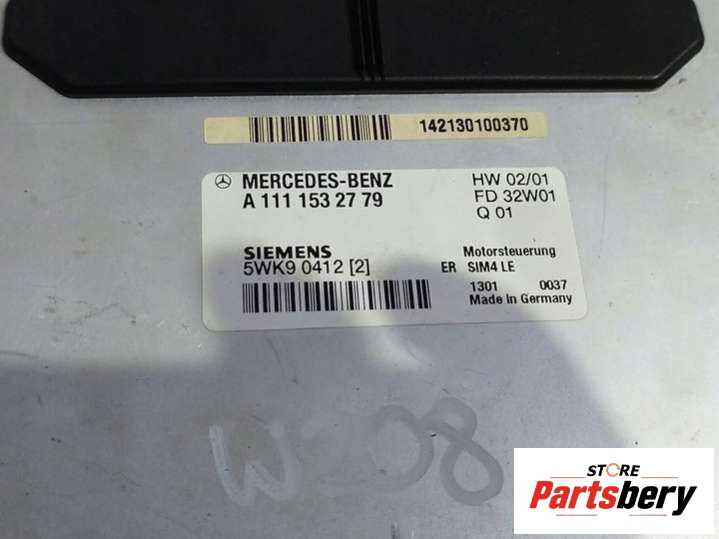 142130100370
MERCEDES-BENZ
A 111 153 27 79
HW 02/01
FD 32W01
Q 01
SIEMENS
5WK9 0412 [2]
Motorsteuerung
ER SIM4 LE
1301 0037
Made in Germany
W 08
STORE
Partsbery